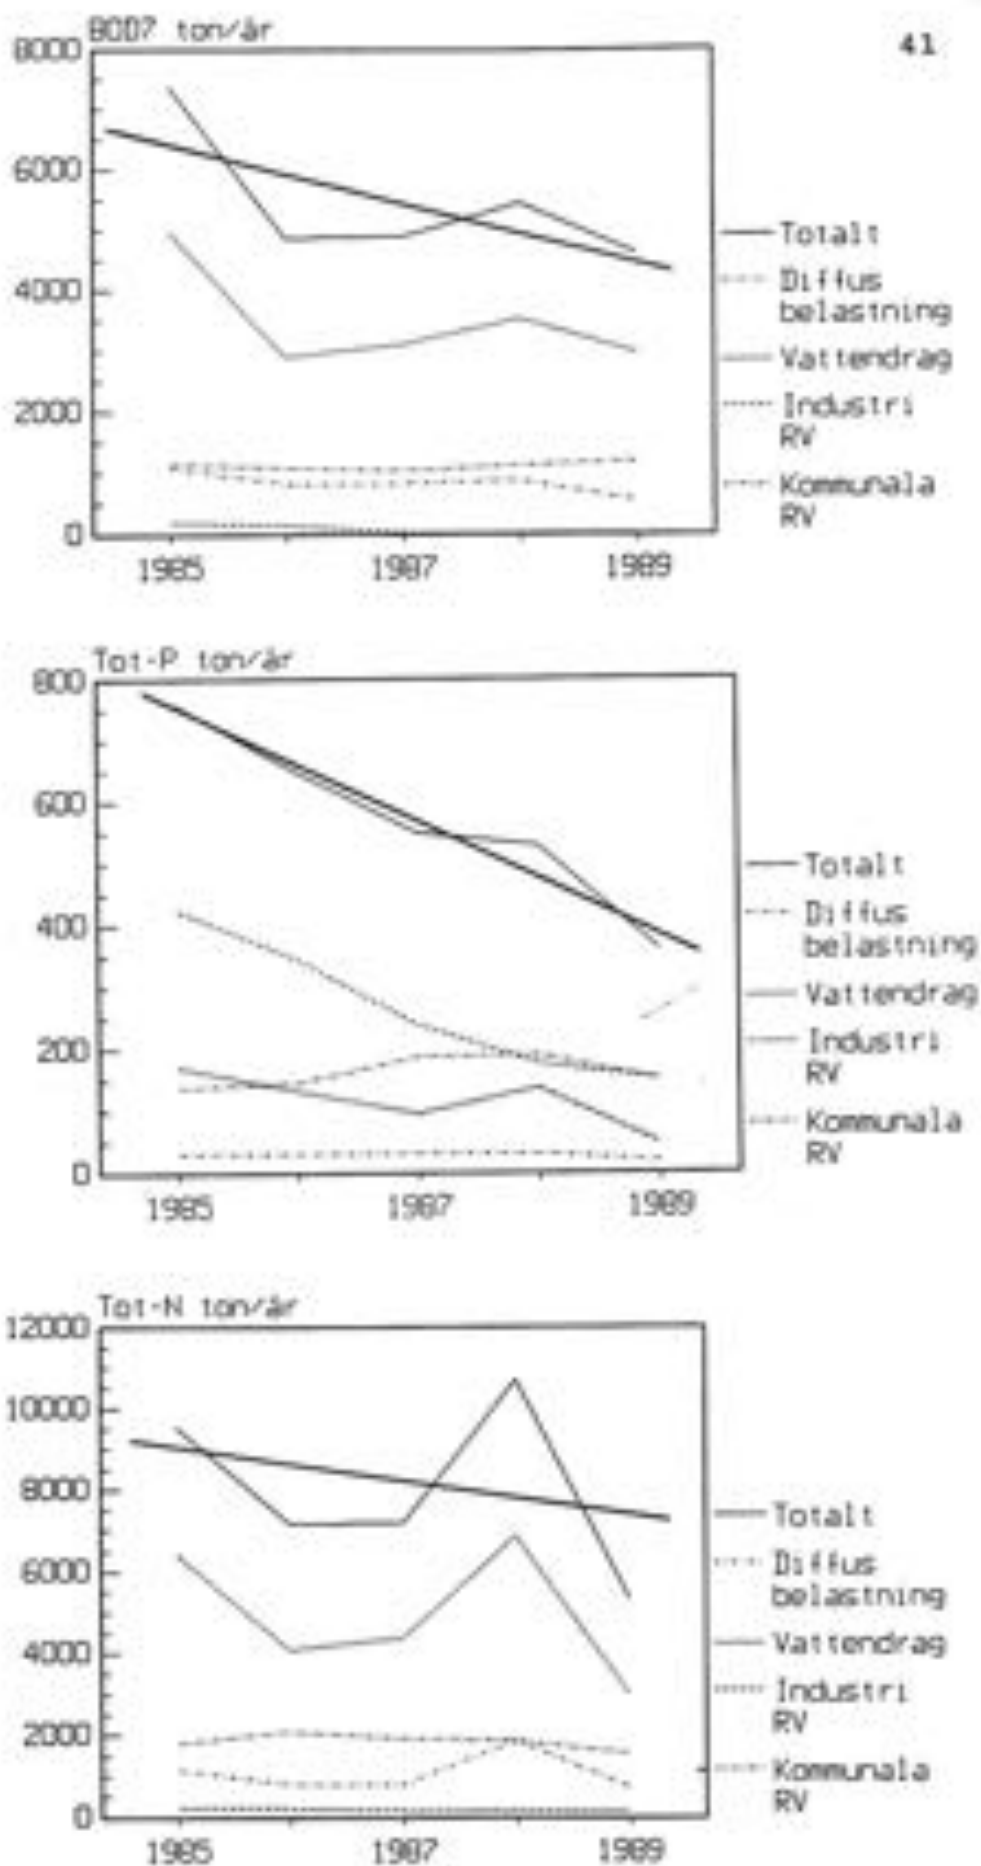 41
BOD7 ton/år
8000
6000
4000
2000
0
1985 1987 1989
Totalt
Diffus
belastning
Vattendrag
Industri
RV
Kommunala
RV
Tot-P ton/år
800
600
400
200
0
1985 1987 1989
Totalt
Diffus
belastning
Vattendrag
Industri
RV
Kommunala
RV
Tot-N ton/år
12000
10000
8000
6000
4000
2000
0
1985 1987 1989
Totalt
Diffus
belastning
Vattendrag
Industri
RV
Kommunala
RV